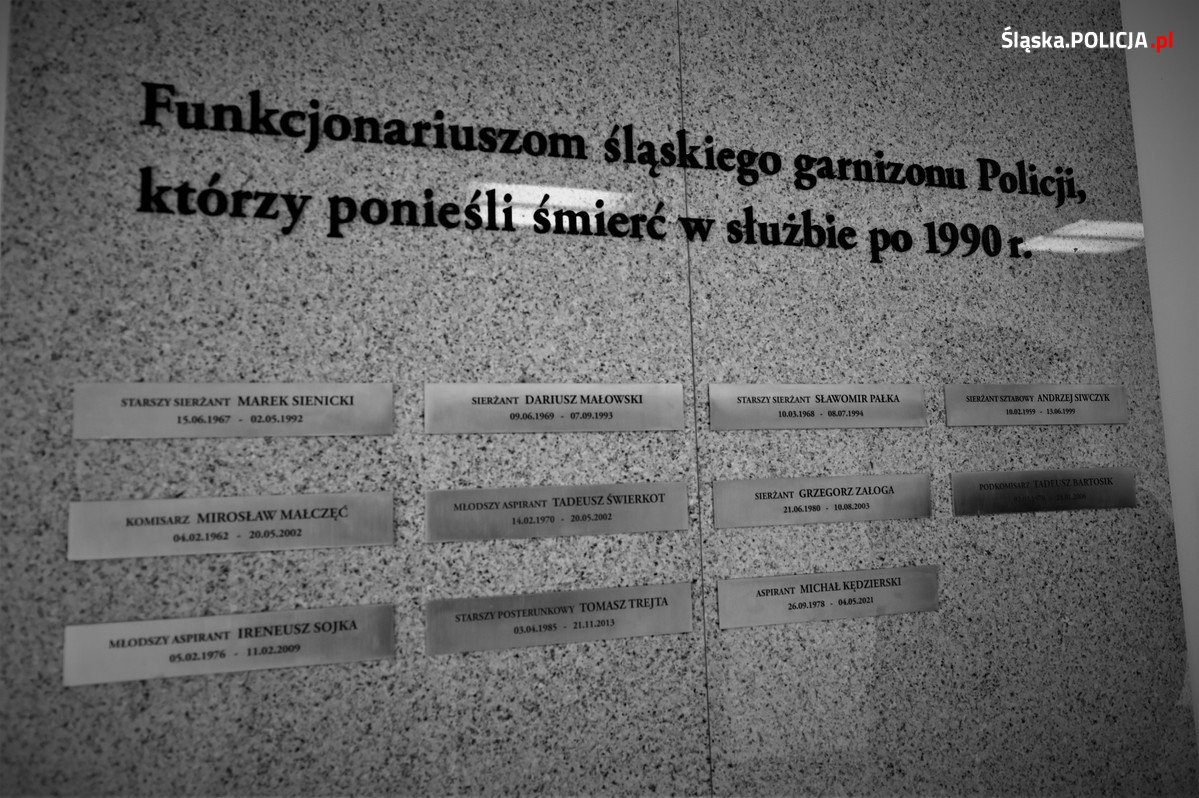 Śląska.POLICJA.pl
Funkcjonariuszom śląskiego garnizonu Policji,
którzy ponieśli śmierć w służbie po 1990 r.
STARSZY SIERŻANT MAREK SIENICKI
15.06.1967 - 02.05.1992
SIERŻANT DARIUSZ MAŁOWSKI
09.06.1969 - 07.09.1993
STARSZY SIERŻANT SŁAWOMIR PAŁKA
10.03.1968 - 08.07.1994
SIERŻANT SZTABOWY ANDRZEJ SIWCZYK
10.02.1959 - 13.06.1999
KOMISARZ MIROSŁAW MAŁCZĘĆ
04.02.1962 - 20.05.2002
MŁODSZY ASPIRANT TADEUSZ ŚWIERKOT
14.02.1970 - 20.05.2002
SIERŻANT GRZEGORZ ZAŁOGA
21.06.1980 - 10.08.2003
PODKOMISARZ TADEUSZ BARTOSIK
MŁODSZY ASPIRANT IRENEUSZ SOJKA
05.02.1976 - 11.02.2009
STARSZY POSTERUNKOWY TOMASZ TREJTA
03.04.1985 - 21.11.2013
ASPIRANT MICHAŁ KĘDZIERSKI
26.09.1978 - 04.05.2021